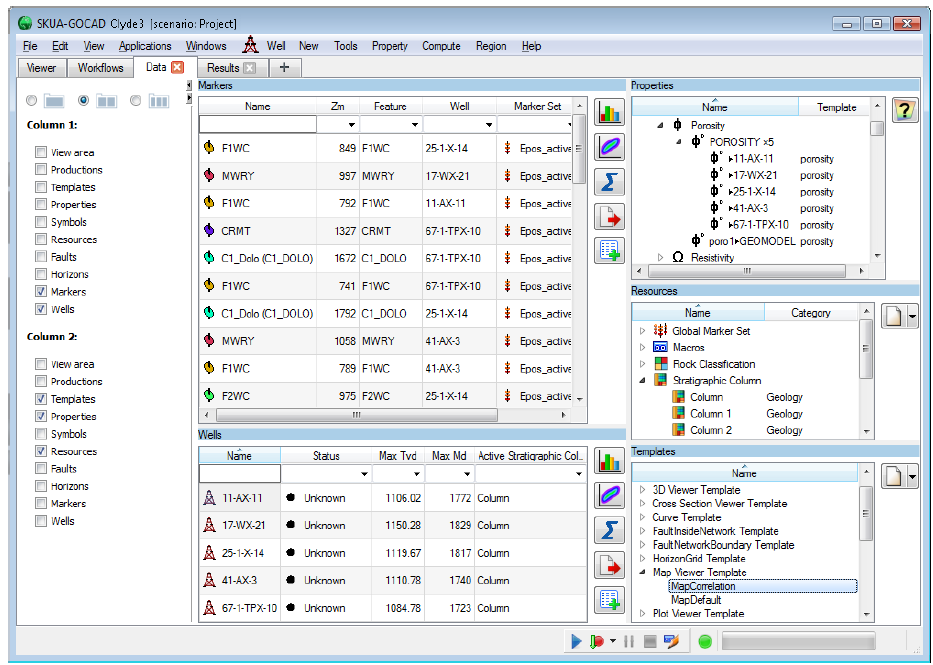 SKUA-GOCAD Clyde3 [scenario: Project]
File Edit View Applications Windows Well New Tools Property Compute Region Help
Viewer Workflows Data Results +
Column 1:
View area
Productions
Templates
Properties
Symbols
Resources
Faults
Horizons
Markers
Wells
Column 2:
View area
Productions
Templates
Properties
Symbols
Resources
Faults
Horizons
Markers
Wells
Markers
Name Zm Feature Well Marker Set
F1WC 849 F1WC 25-1-X-14 Epos_active
MWRY 997 MWRY 17-WX-21 Epos_active
F1WC 792 F1WC 11-AX-11 Epos_active
CRMT 1327 CRMT 67-1-TPX-10 Epos_active
C1_Dolo (C1_DOLO) 1672 C1_DOLO 67-1-TPX-10 Epos_active
F1WC 741 F1WC 67-1-TPX-10 Epos_active
C1_Dolo (C1_DOLO) 1792 C1_DOLO 25-1-X-14 Epos_active
MWRY 1058 MWRY 41-AX-3 Epos_active
F1WC 789 F1WC 41-AX-3 Epos_active
F2WC 975 F2WC 25-1-X-14 Epos_active
Wells
Name Status Max Tvd Max Md Active Stratigraphic Col...
11-AX-11 Unknown 1106.02 1772 Column
17-WX-21 Unknown 1150.28 1829 Column
25-1-X-14 Unknown 1119.67 1817 Column
41-AX-3 Unknown 1110.78 1740 Column
67-1-TPX-10 Unknown 1084.78 1723 Column
Properties
Name Template
Porosity
POROSITY x5
11-AX-11 porosity
17-WX-21 porosity
25-1-X-14 porosity
41-AX-3 porosity
67-1-TPX-10 porosity
poro1▸GEOMODEL porosity
Ω Resistivity
?
Resources
Name Category
Global Marker Set
Macros
Rock Classification
Stratigraphic Column
Column Geology
Column 1 Geology
Column 2 Geology
Templates
Name
3D Viewer Template
Cross Section Viewer Template
Curve Template
FaultInsideNetwork Template
FaultNetworkBoundary Template
HorizonGrid Template
Map Viewer Template
MapCorrelation
MapDefault
Plot Viewer Template